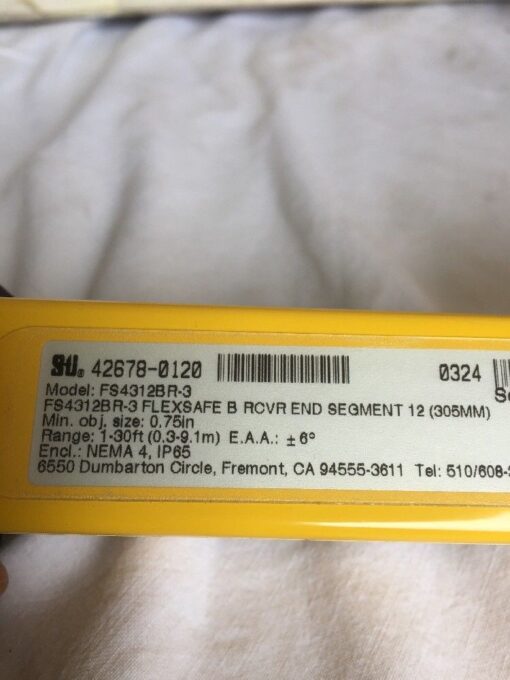 STI® 42678-0120 0324
Model: FS4312BR-3
FS4312BR-3 FLEXSAFE B RCVR END SEGMENT 12 (305MM)
Min. obj. size: 0.75in
Range: 1-30ft (0.3-9.1m) E.A.A.: ± 6°
Encl.: NEMA 4, IP65
6550 Dumbarton Circle, Fremont, CA 94555-3611 Tel: 510/608-